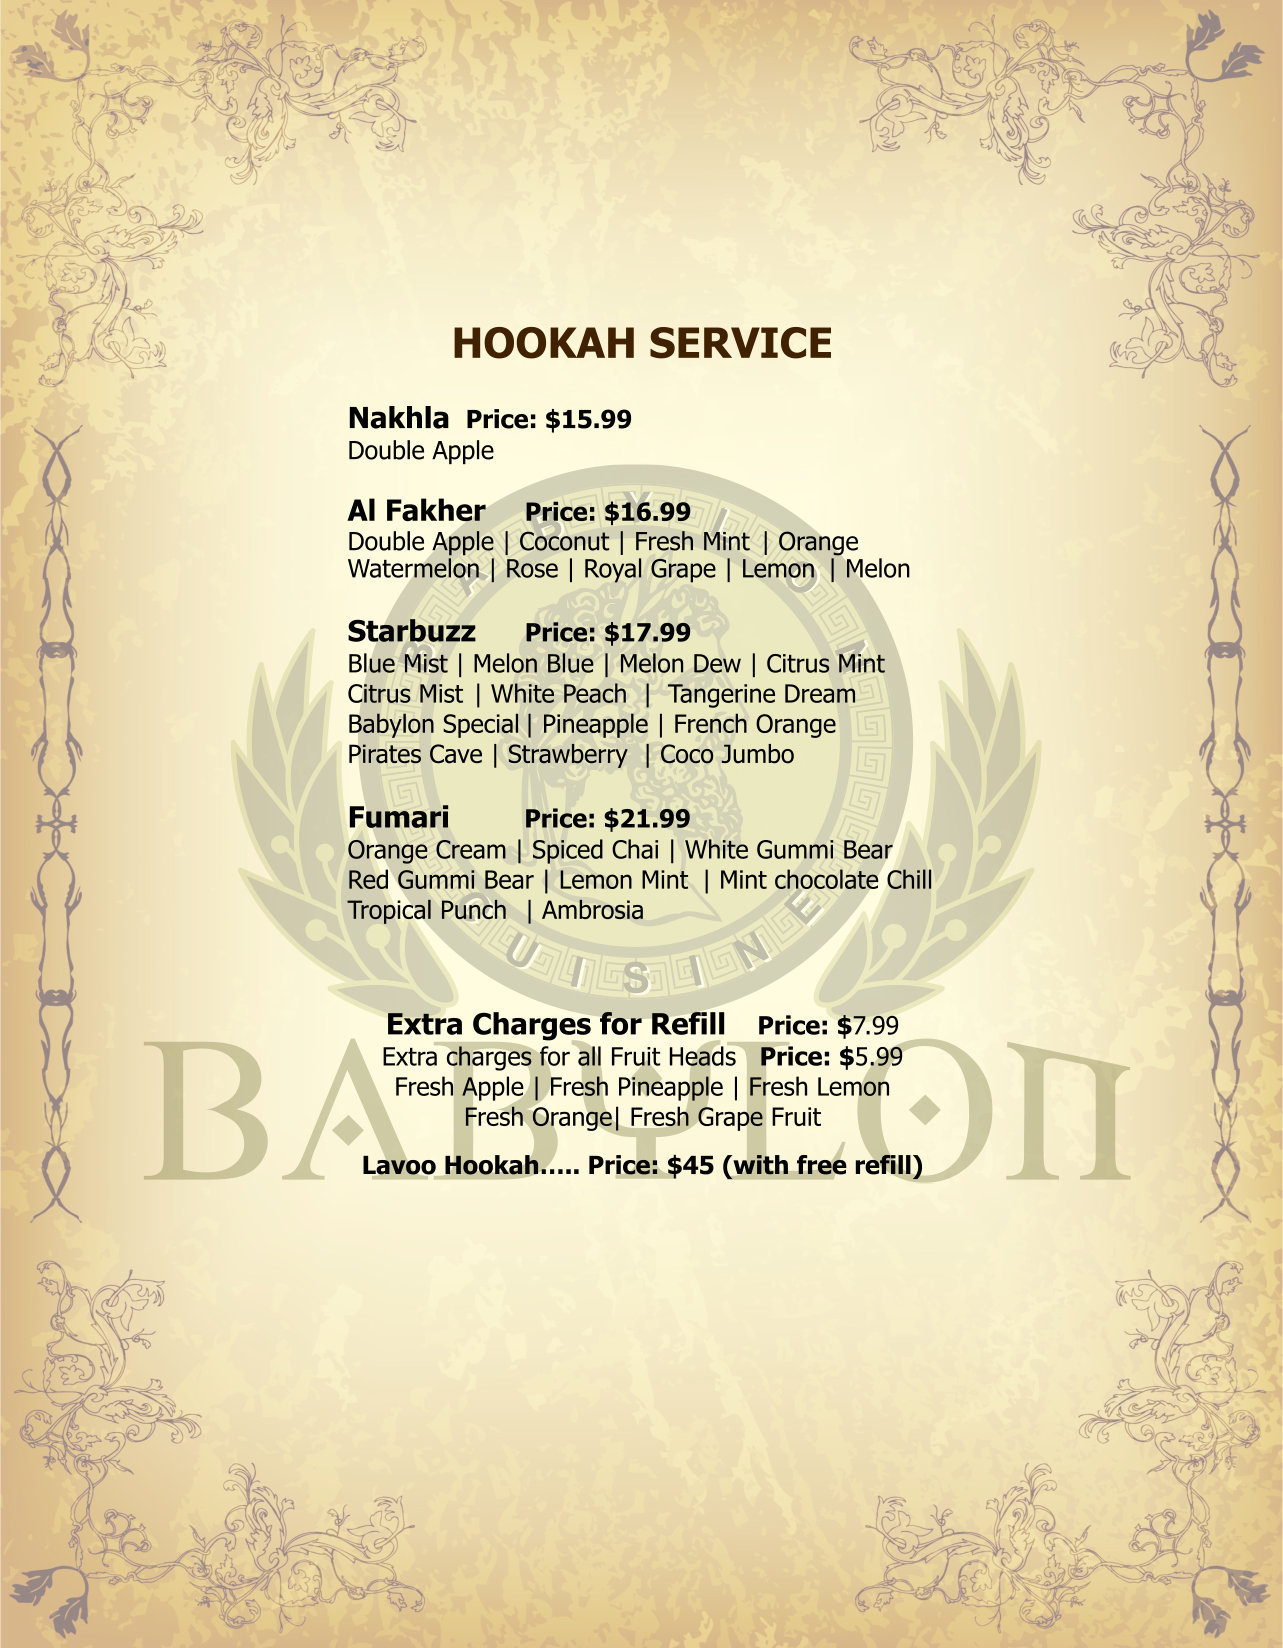 HOOKAH SERVICE
Nakhla Price: $15.99
Double Apple
Al Fakher Price: $16.99
Double Apple | Coconut | Fresh Mint | Orange
Watermelon | Rose | Royal Grape | Lemon | Melon
Starbuzz Price: $17.99
Blue Mist | Melon Blue | Melon Dew | Citrus Mint
Citrus Mist | White Peach | Tangerine Dream
Babylon Special | Pineapple | French Orange
Pirates Cave | Strawberry | Coco Jumbo
Fumari Price: $21.99
Orange Cream | Spiced Chai | White Gummi Bear
Red Gummi Bear | Lemon Mint | Mint chocolate Chill
Tropical Punch | Ambrosia
Extra Charges for Refill Price: $7.99
Extra charges for all Fruit Heads Price: $5.99
Fresh Apple | Fresh Pineapple | Fresh Lemon
Fresh Orange| Fresh Grape Fruit
Lavoo Hookah..... Price: $45 (with free refill)
BABYLON
CUISINE
BABYLON